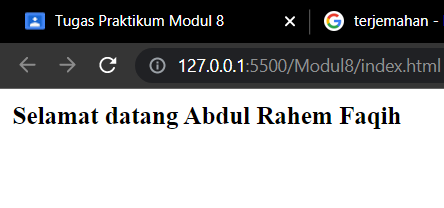 Tugas Praktikum Modul 8
terjemahan -
127.0.0.1:5500/Modul8/index.html
Selamat datang Abdul Rahem Faqih